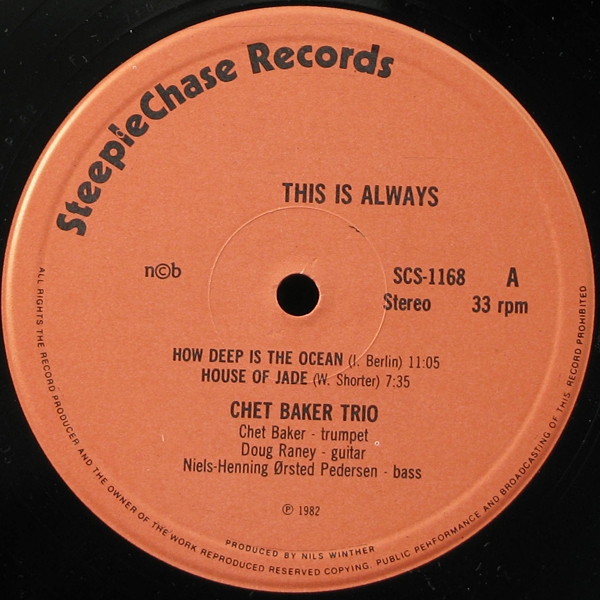 SteepleChase Records
THIS IS ALWAYS
n©b
SCS-1168 A
Stereo 33 rpm
HOW DEEP IS THE OCEAN (I. Berlin) 11:05
HOUSE OF JADE (W. Shorter) 7:35
CHET BAKER TRIO
Chet Baker - trumpet
Doug Raney - guitar
Niels-Henning Ørsted Pedersen - bass
℗ 1982
PRODUCED BY NILS WINTHER
ALL RIGHTS THE RECORD PRODUCER AND THE OWNER OF THE WORK REPRODUCED RESERVED COPYING. PUBLIC PERFORMANCE AND BROADCASTING OF THIS RECORD PROHIBITED